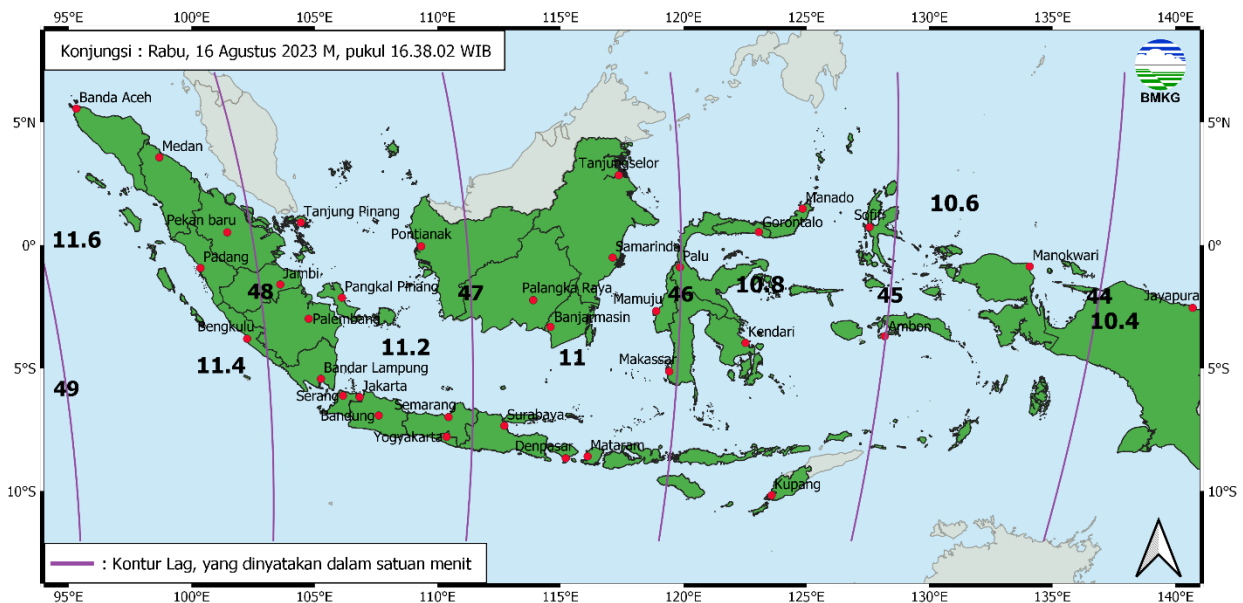 95°E 100°E 105°E 110°E 115°E 120°E 125°E 130°E 135°E 140°E
Konjungsi : Rabu, 16 Agustus 2023 M, pukul 16.38.02 WIB
BMKG
Banda Aceh
5°N 5°N
Medan
Tanjungselor
Manado
10.6
Pekan baru
Tanjung Pinang
Gorontalo
Sofifi
11.6
0° 0°
Pontianak
Samarinda
Palu
Manokwari
Padang
Jambi
48
Pangkal Pinang
47
Palangka Raya
46
10.8
45
44
Jayapura
Mamuju
10.4
Bengkulu
Palembang
Banjarmasin
Kendari
Ambon
11.4
11.2
11
Makassar
5°S 5°S
49
Bandar Lampung
Serang
Jakarta
Bandung
Semarang
Surabaya
Yogyakarta
Denpasar
Mataram
10°S 10°S
Kupang
: Kontur Lag, yang dinyatakan dalam satuan menit
95°E 100°E 105°E 110°E 115°E 120°E 125°E 130°E 135°E 140°E